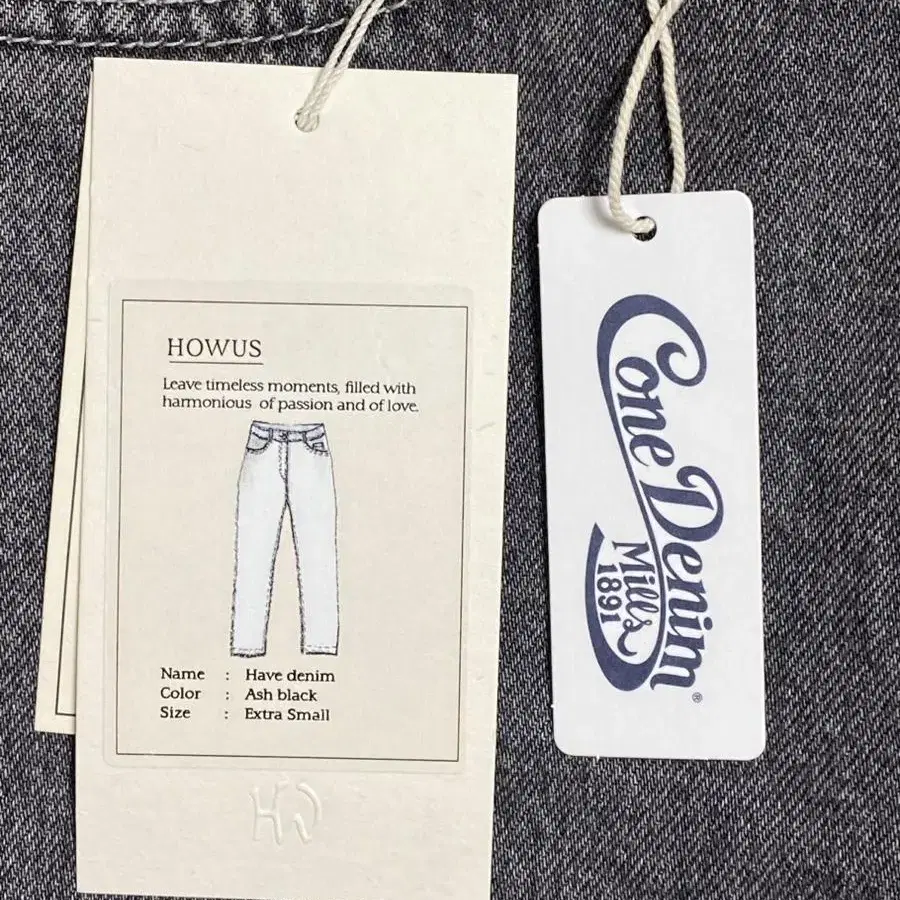 HOWUS
Leave timeless moments, filled with
harmonious of passion and of love.
Name : Have denim
Color : Ash black
Size : Extra Small
HW
Cone Denim
Mills
1891
®